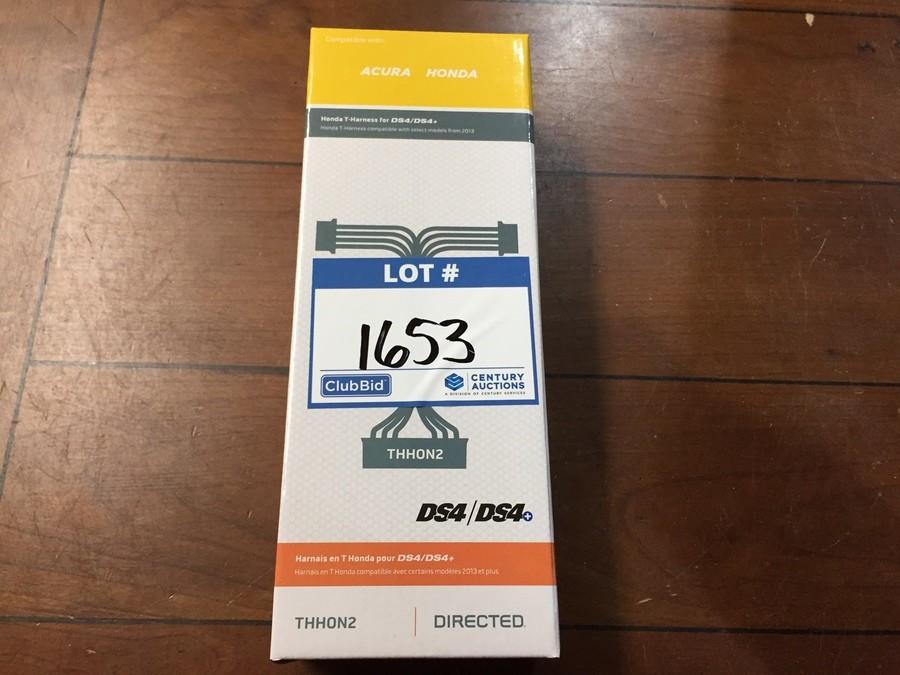 Compatible with:
ACURA HONDA
Honda T-Harness for DS4/DS4+
Honda T-Harness compatible with select models from 2013
LOT #
1653
ClubBid
CENTURY
AUCTIONS
A DIVISION OF CENTURY SERVICES
THHON2
DS4/DS4+
Harnais en T Honda pour DS4/DS4+
Harnais en T Honda compatible avec certains modèles 2013 et plus
THHON2 DIRECTED